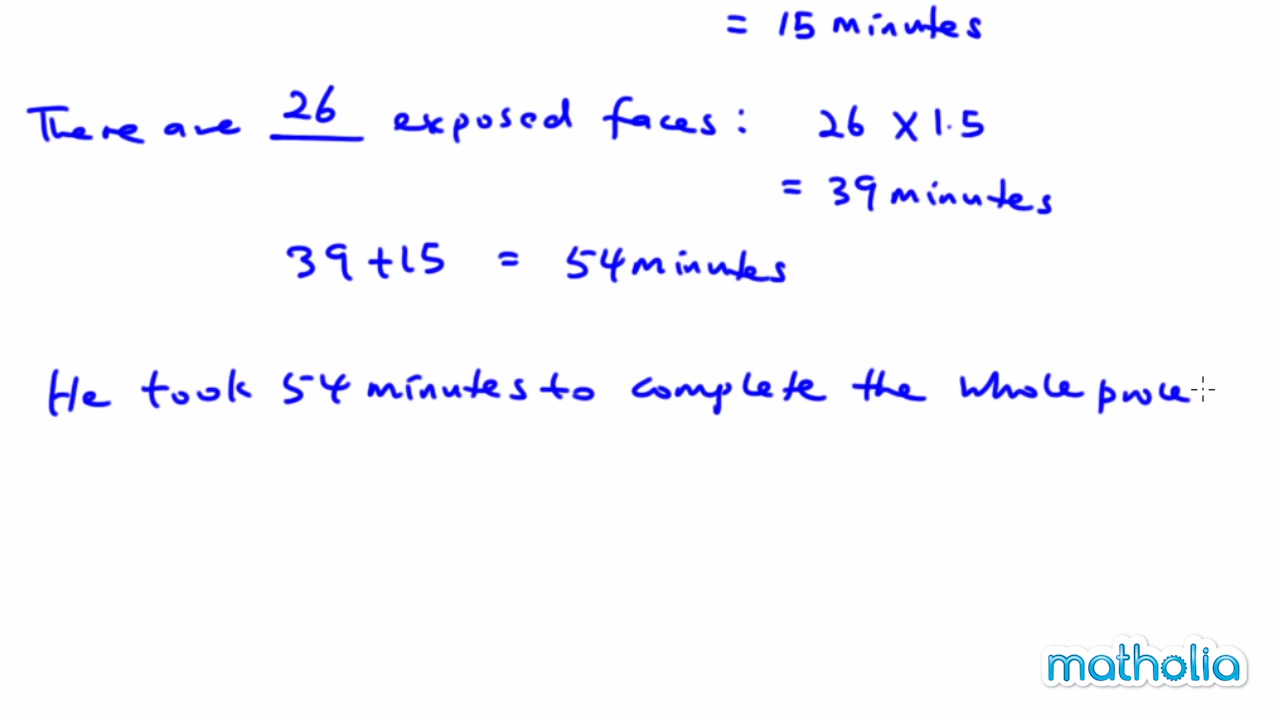 = 15 minutes
There are 26 exposed faces: 26 X 1.5
= 39 minutes
39 + 15 = 54 minutes
He took 54 minutes to complete the whole proce
matholia